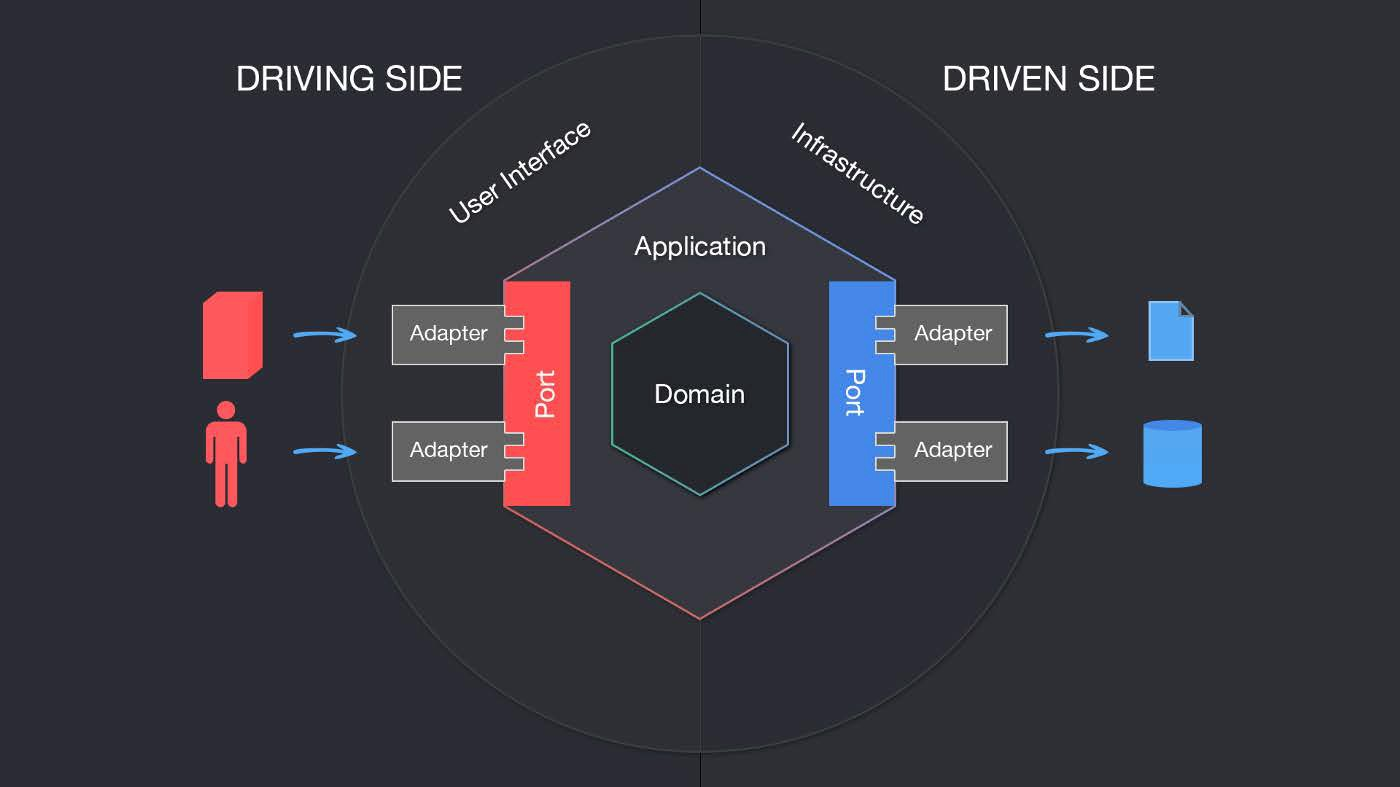 DRIVING SIDE
DRIVEN SIDE
User Interface
Infrastructure
Application
Adapter
Adapter
Port
Domain
Port
Adapter
Adapter